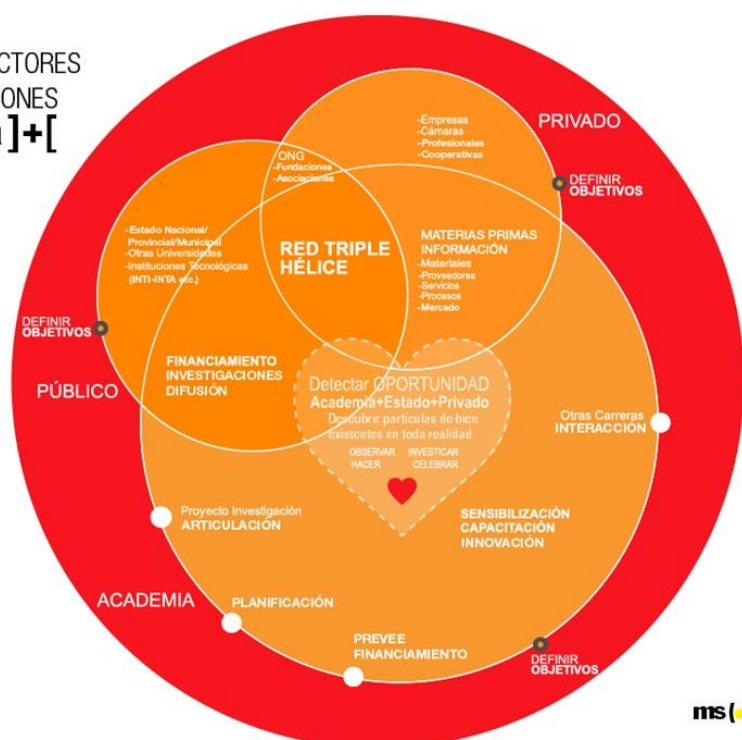 CTORES
ONES
]+[
PRIVADO
-Empresas
-Cámaras
-Profesionales
-Cooperativas
DEFINIR
OBJETIVOS
ONG
-Fundaciones
-Asociaciones
-Estado Nacional/
Provincial/Municipal
-Otras Universidades
-Instituciones Tecnológicas
(INTI-INTA etc.)
RED TRIPLE
HÉLICE
MATERIAS PRIMAS
INFORMACIÓN
-Materiales
-Proveedores
-Servicios
-Procesos
-Mercado
DEFINIR
OBJETIVOS
PÚBLICO
FINANCIAMIENTO
INVESTIGACIONES
DIFUSIÓN
Detectar OPORTUNIDAD
Academia+Estado+Privado
Descubrir partículas de bien
existentes en toda realidad
OBSERVAR INVESTIGAR
HACER CELEBRAR
Otras Carreras
INTERACCIÓN
Proyecto Investigación
ARTICULACIÓN
SENSIBILIZACIÓN
CAPACITACIÓN
INNOVACIÓN
ACADEMIA
PLANIFICACIÓN
PREVEE
FINANCIAMIENTO
DEFINIR
OBJETIVOS
ms(